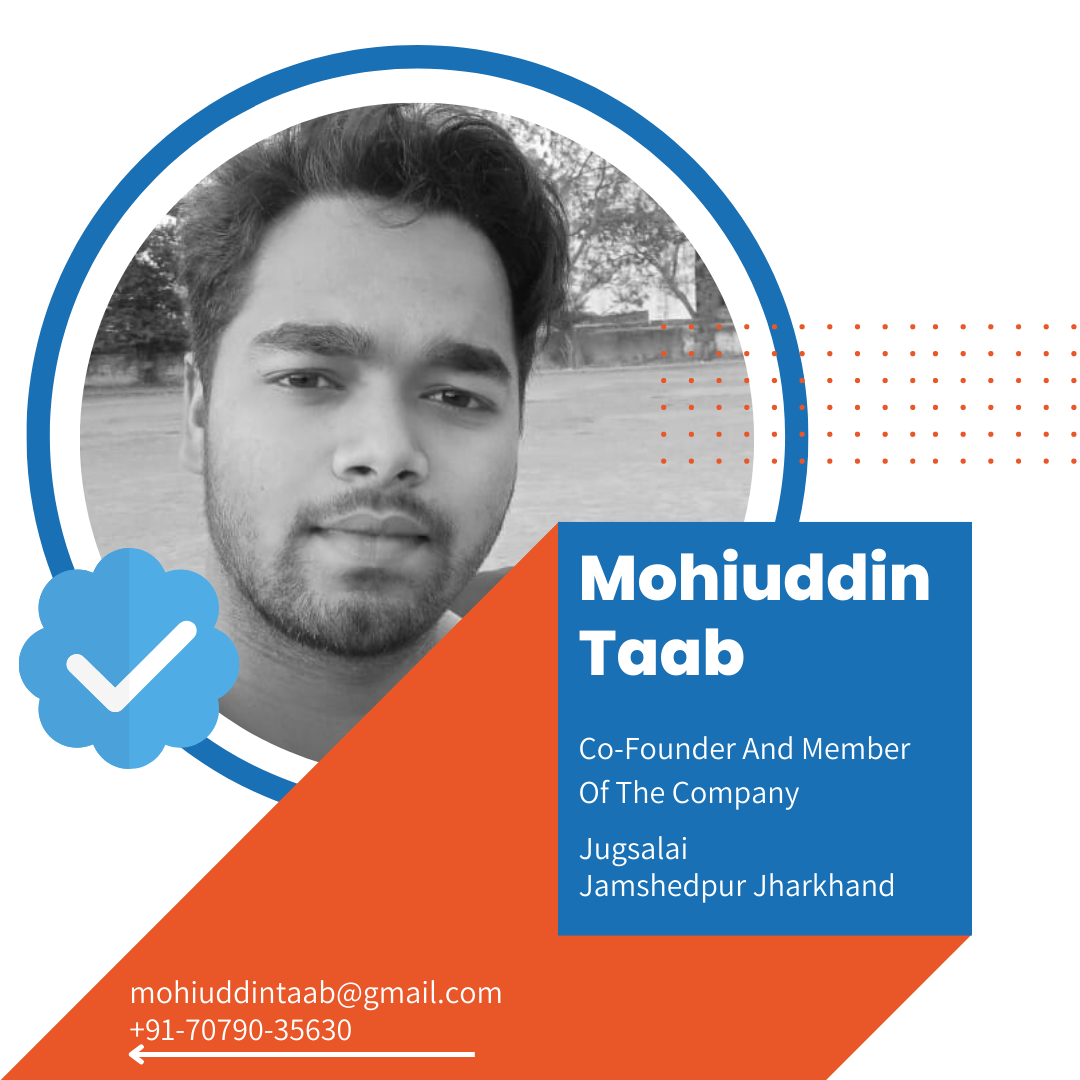 Mohiuddin
Taab
Co-Founder And Member
Of The Company
Jugsalai
Jamshedpur Jharkhand
mohiuddintaab@gmail.com
+91-70790-35630